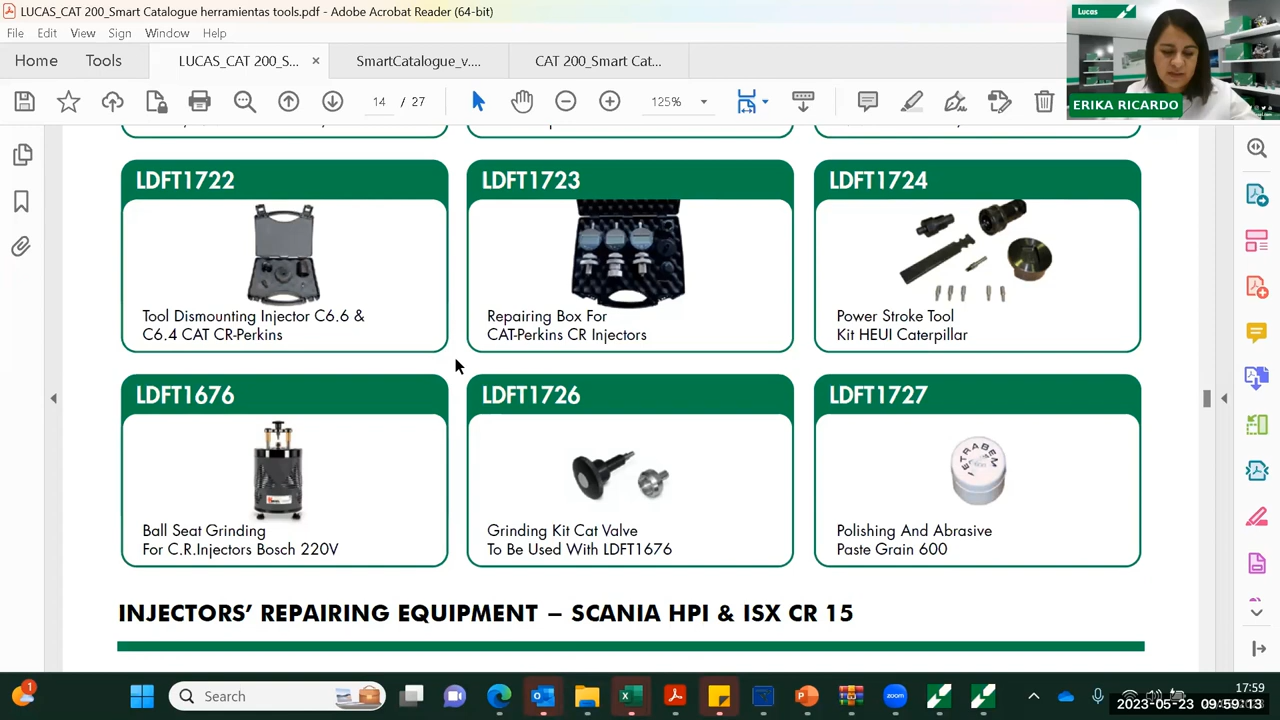 LUCAS_CAT 200_Smart Catalogue herramientas tools.pdf - Adobe Acrobat Reader (64-bit)
File Edit View Sign Window Help
Home Tools LUCAS_CAT 200_S... × SmartCatalogue_v.... CAT 200_Smart Cat...
14 / 27 125%
Lucas
ERIKA RICARDO
LDFT1722
Tool Dismounting Injector C6.6 &
C6.4 CAT CR-Perkins
LDFT1723
Repairing Box For
CAT-Perkins CR Injectors
LDFT1724
Power Stroke Tool
Kit HEUI Caterpillar
LDFT1676
Ball Seat Grinding
For C.R.Injectors Bosch 220V
LDFT1726
Grinding Kit Cat Valve
To Be Used With LDFT1676
LDFT1727
Polishing And Abrasive
Paste Grain 600
INJECTORS' REPAIRING EQUIPMENT – SCANIA HPI & ISX CR 15
1
Search
zoom
17:59
2023-05-23 09:59:13